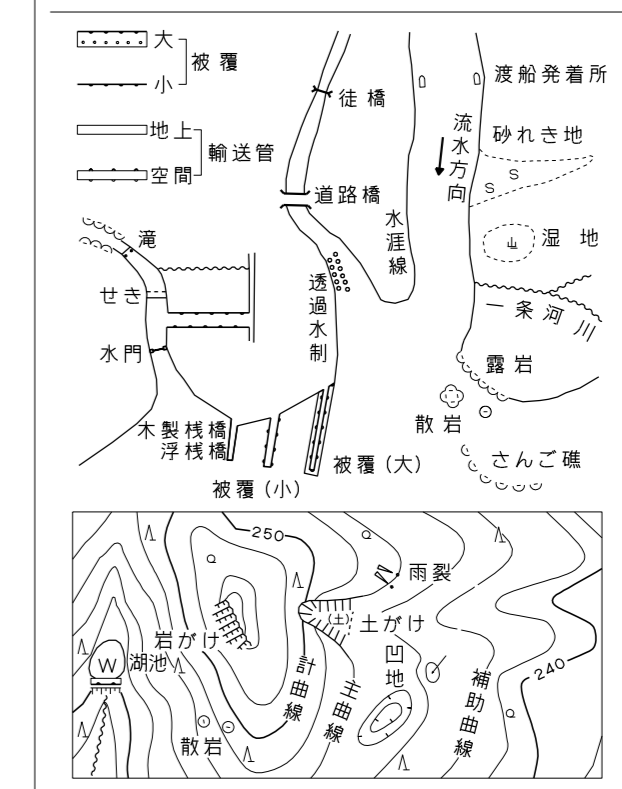 大
小
被覆
地上
空間
輸送管
徒橋
渡船発着所
流水方向
砂れき地
S
S
道路橋
水涯線
湿地
滝
せき
水門
透過水制
一条河川
露岩
散岩
木製桟橋
浮桟橋
被覆(大)
被覆(小)
さんご礁
250
雨裂
岩がけ
(土)
土がけ
W
湖池
計曲線
主曲線
凹地
補助曲線
240
散岩